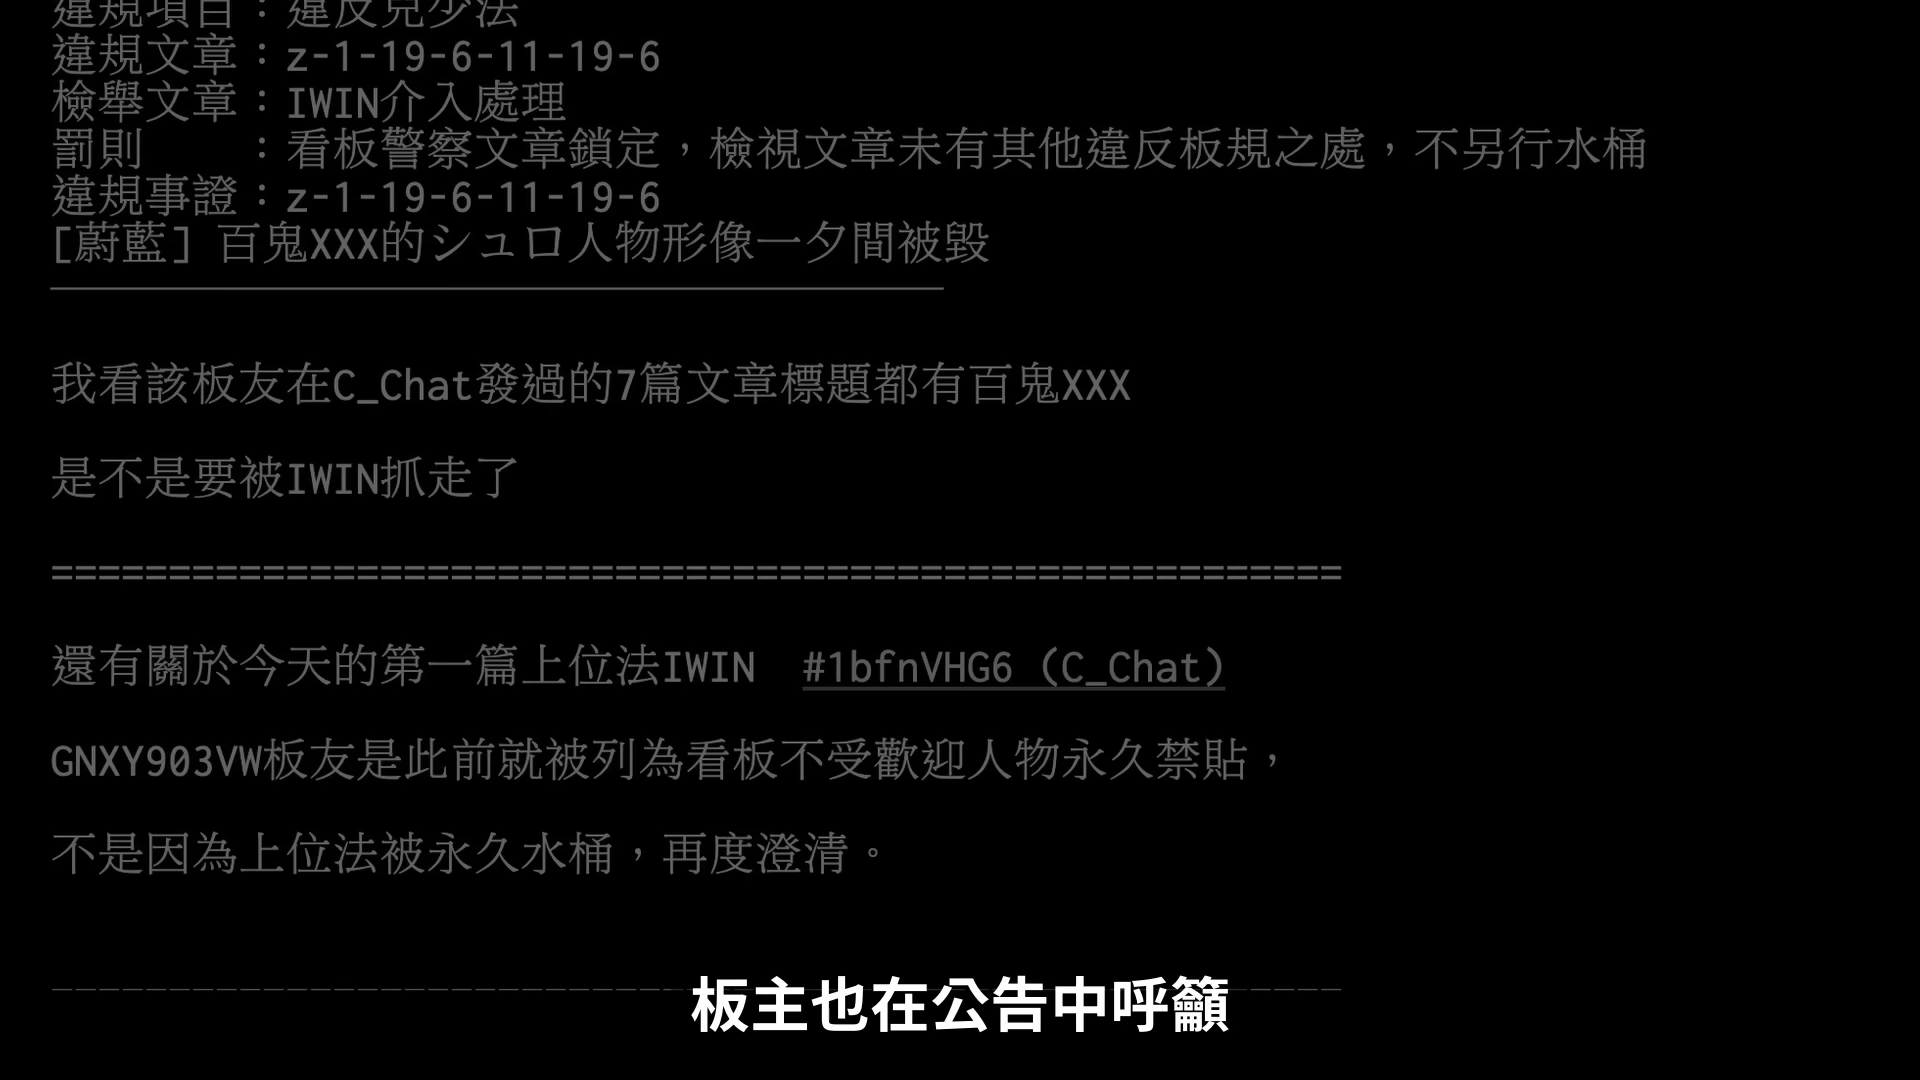 違規項目：違反兒少法
違規文章：z-1-19-6-11-19-6
檢舉文章：IWIN介入處理
罰則　　：看板警察文章鎖定，檢視文章未有其他違反板規之處，不另行水桶
違規事證：z-1-19-6-11-19-6
[蔚藍] 百鬼XXX的シュロ人物形像一夕間被毀
我看該板友在C_Chat發過的7篇文章標題都有百鬼XXX
是不是要被IWIN抓走了
=======================================================
還有關於今天的第一篇上位法IWIN  #1bfnVHG6 (C_Chat)
GNXY903VW板友是此前就被列為看板不受歡迎人物永久禁貼，
不是因為上位法被永久水桶，再度澄清。
板主也在公告中呼籲